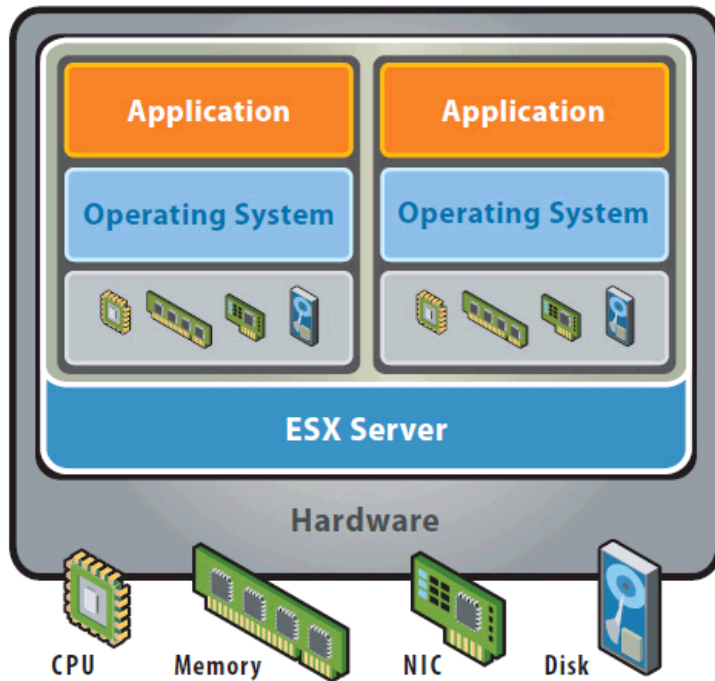 Application
Application
Operating System
Operating System
ESX Server
Hardware
CPU
Memory
NIC
Disk